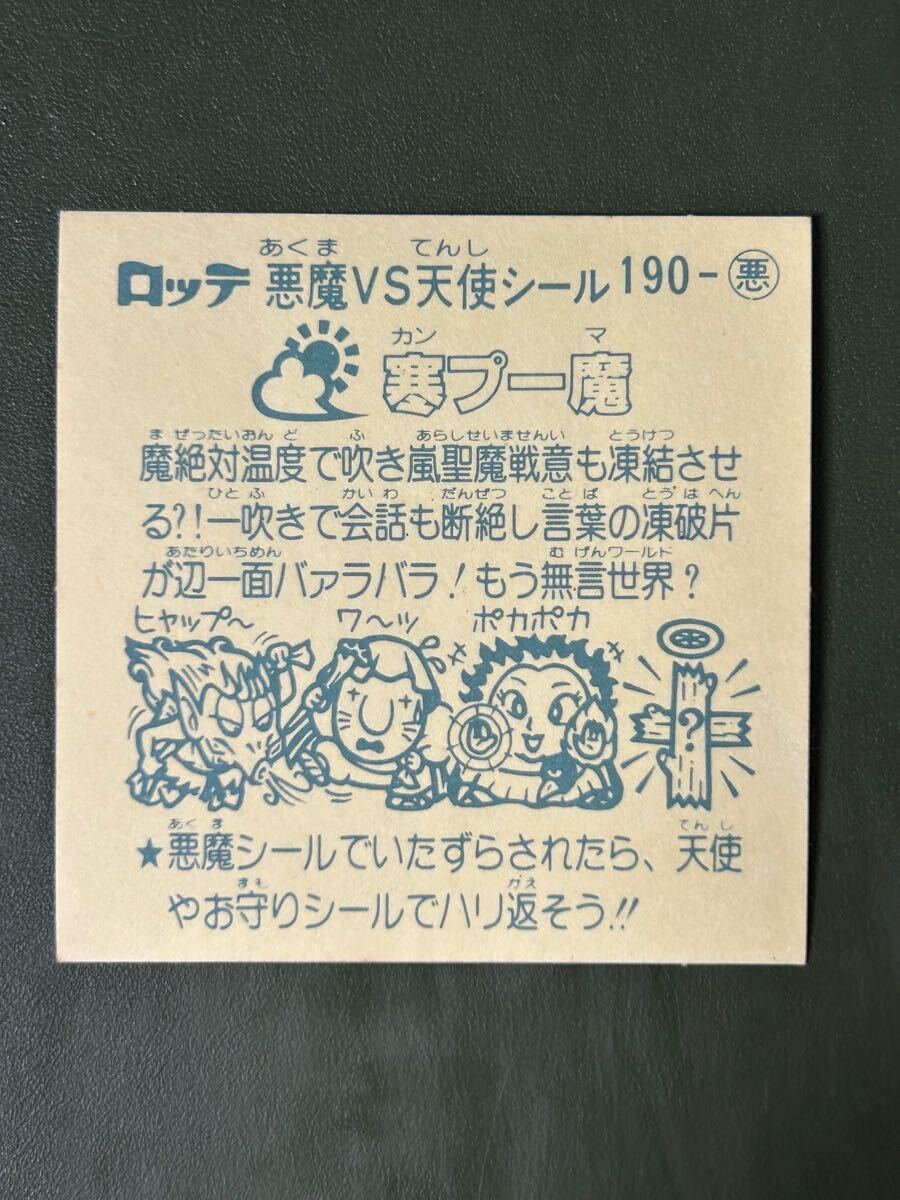 あくま てんし
ロッテ 悪魔VS天使シール 190-悪
カン マ
寒プー魔
ま ぜったいおん ど ふ あらしせいませんい とうけつ
魔絶対温度で吹き嵐聖魔戦意も凍結させ
ひとふ かいわ だんぜつ ことば とうはへん
る?!一吹きで会話も断絶し言葉の凍破片
あたりいちめん むげんワールド
が辺一面バァラバラ!もう無言世界?
ヒャップ〜 ワ〜ッ ポカポカ
?
あくま てんし
★悪魔シールでいたずらされたら、天使
まも がえ
やお守りシールでハリ返そう!!